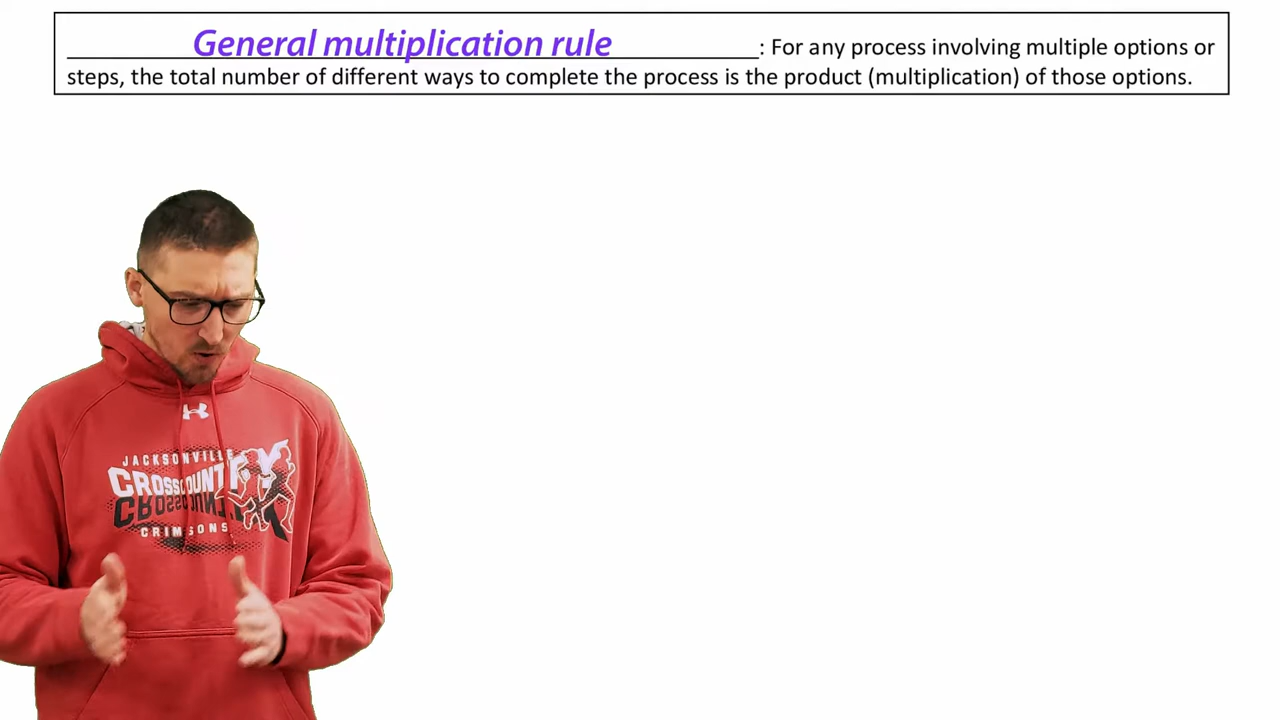 General multiplication rule : For any process involving multiple options or
steps, the total number of different ways to complete the process is the product (multiplication) of those options.
JACKSONVILLE
CROSS COUNTRY
CRIMSONS